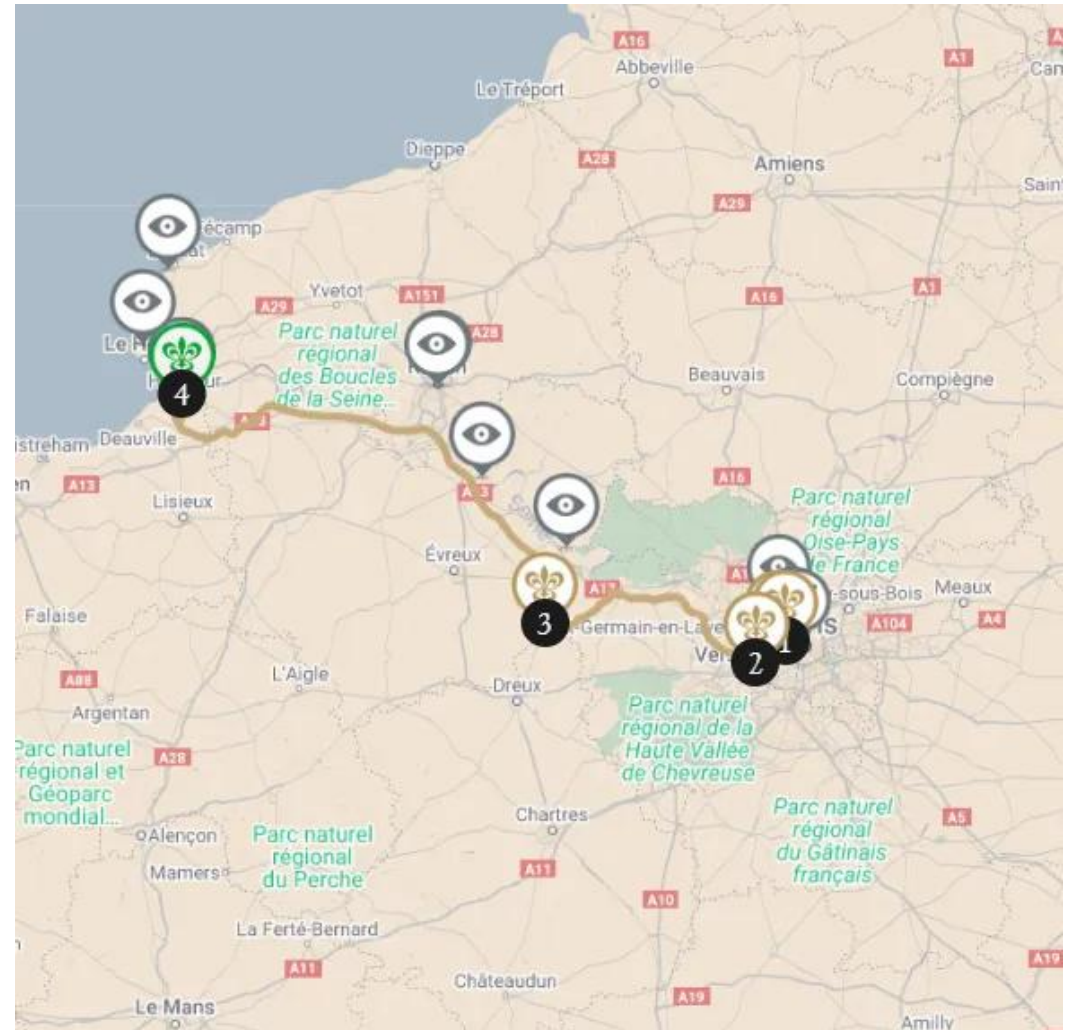 A16
Abbeville
A1
Le Tréport
Dieppe
A28
Amiens
A29
écamp
Yvetot
A151
A29
A16
A1
A28
Parc naturel
régional
des Boucles
de la Seine...
Le H
Beauvais
Compiègne
4
Deauville
A13
Lisieux
A16
Parc naturel
régional
Oise-Pays
de France
Évreux
Meaux
-sous-Bois
A4
A104
Falaise
3
-Germain-en-Laye
IS
1
Ver
2
L'Aigle
Dreux
A88
Argentan
Parc naturel
régional de la
Haute Vallée
de Chevreuse
Parc naturel
régional et
Géoparc
mondial...
A28
Chartres
Parc naturel
régional
du Gâtinais
français
A5
Alençon
Parc naturel
régional
du Perche
Mamers
A11
A10
La Ferté-Bernard
A11
Châteaudun
A19
A19
Le Mans
Amilly